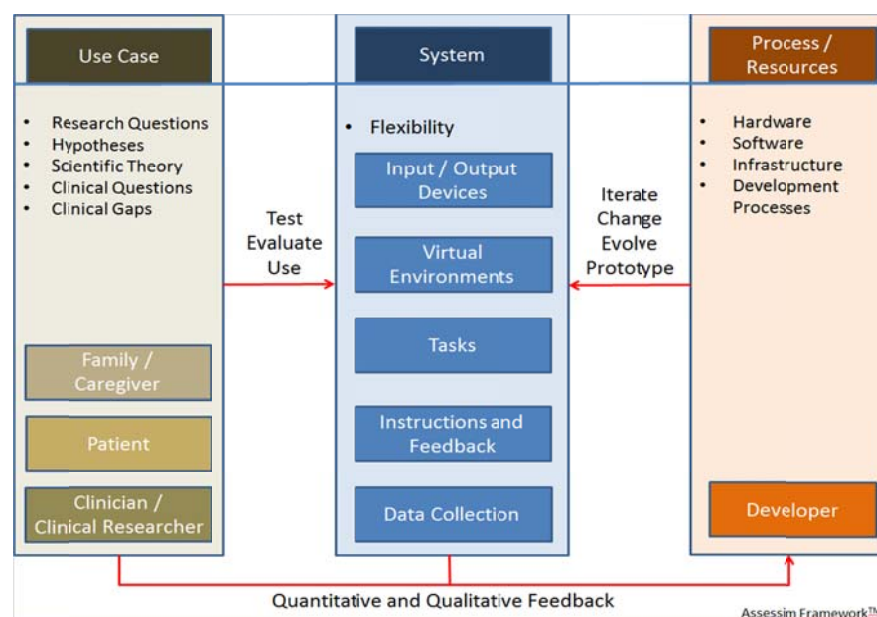 Use Case
System
Process /
Resources
• Research Questions
• Hypotheses
• Scientific Theory
• Clinical Questions
• Clinical Gaps
Family /
Caregiver
Patient
Clinician /
Clinical Researcher
Test
Evaluate
Use
• Flexibility
Input / Output
Devices
Virtual
Environments
Tasks
Instructions and
Feedback
Data Collection
Iterate
Change
Evolve
Prototype
• Hardware
• Software
• Infrastructure
• Development
Processes
Developer
Quantitative and Qualitative Feedback
Assessim Framework™